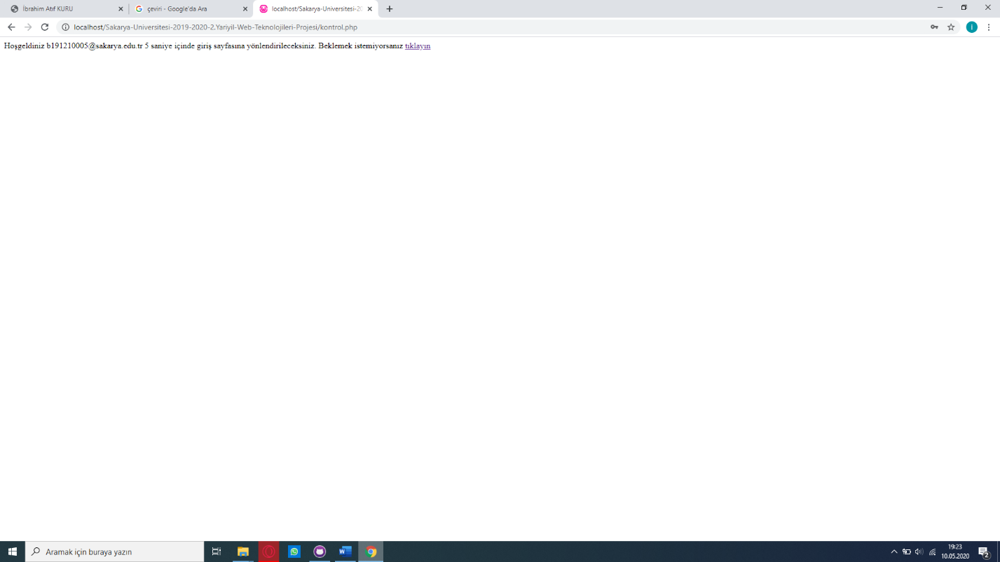 İbrahim Atıf KURU
çeviri - Google'da Ara
localhost/Sakarya-Universitesi-20
localhost/Sakarya-Universitesi-2019-2020-2.Yariyil-Web-Teknolojileri-Projesi/kontrol.php
I
Hoşgeldiniz b191210005@sakarya.edu.tr 5 saniye içinde giriş sayfasına yönlendirileceksiniz. Beklemek istemiyorsanız tıklayın
Aramak için buraya yazın
19:23
10.05.2020
2